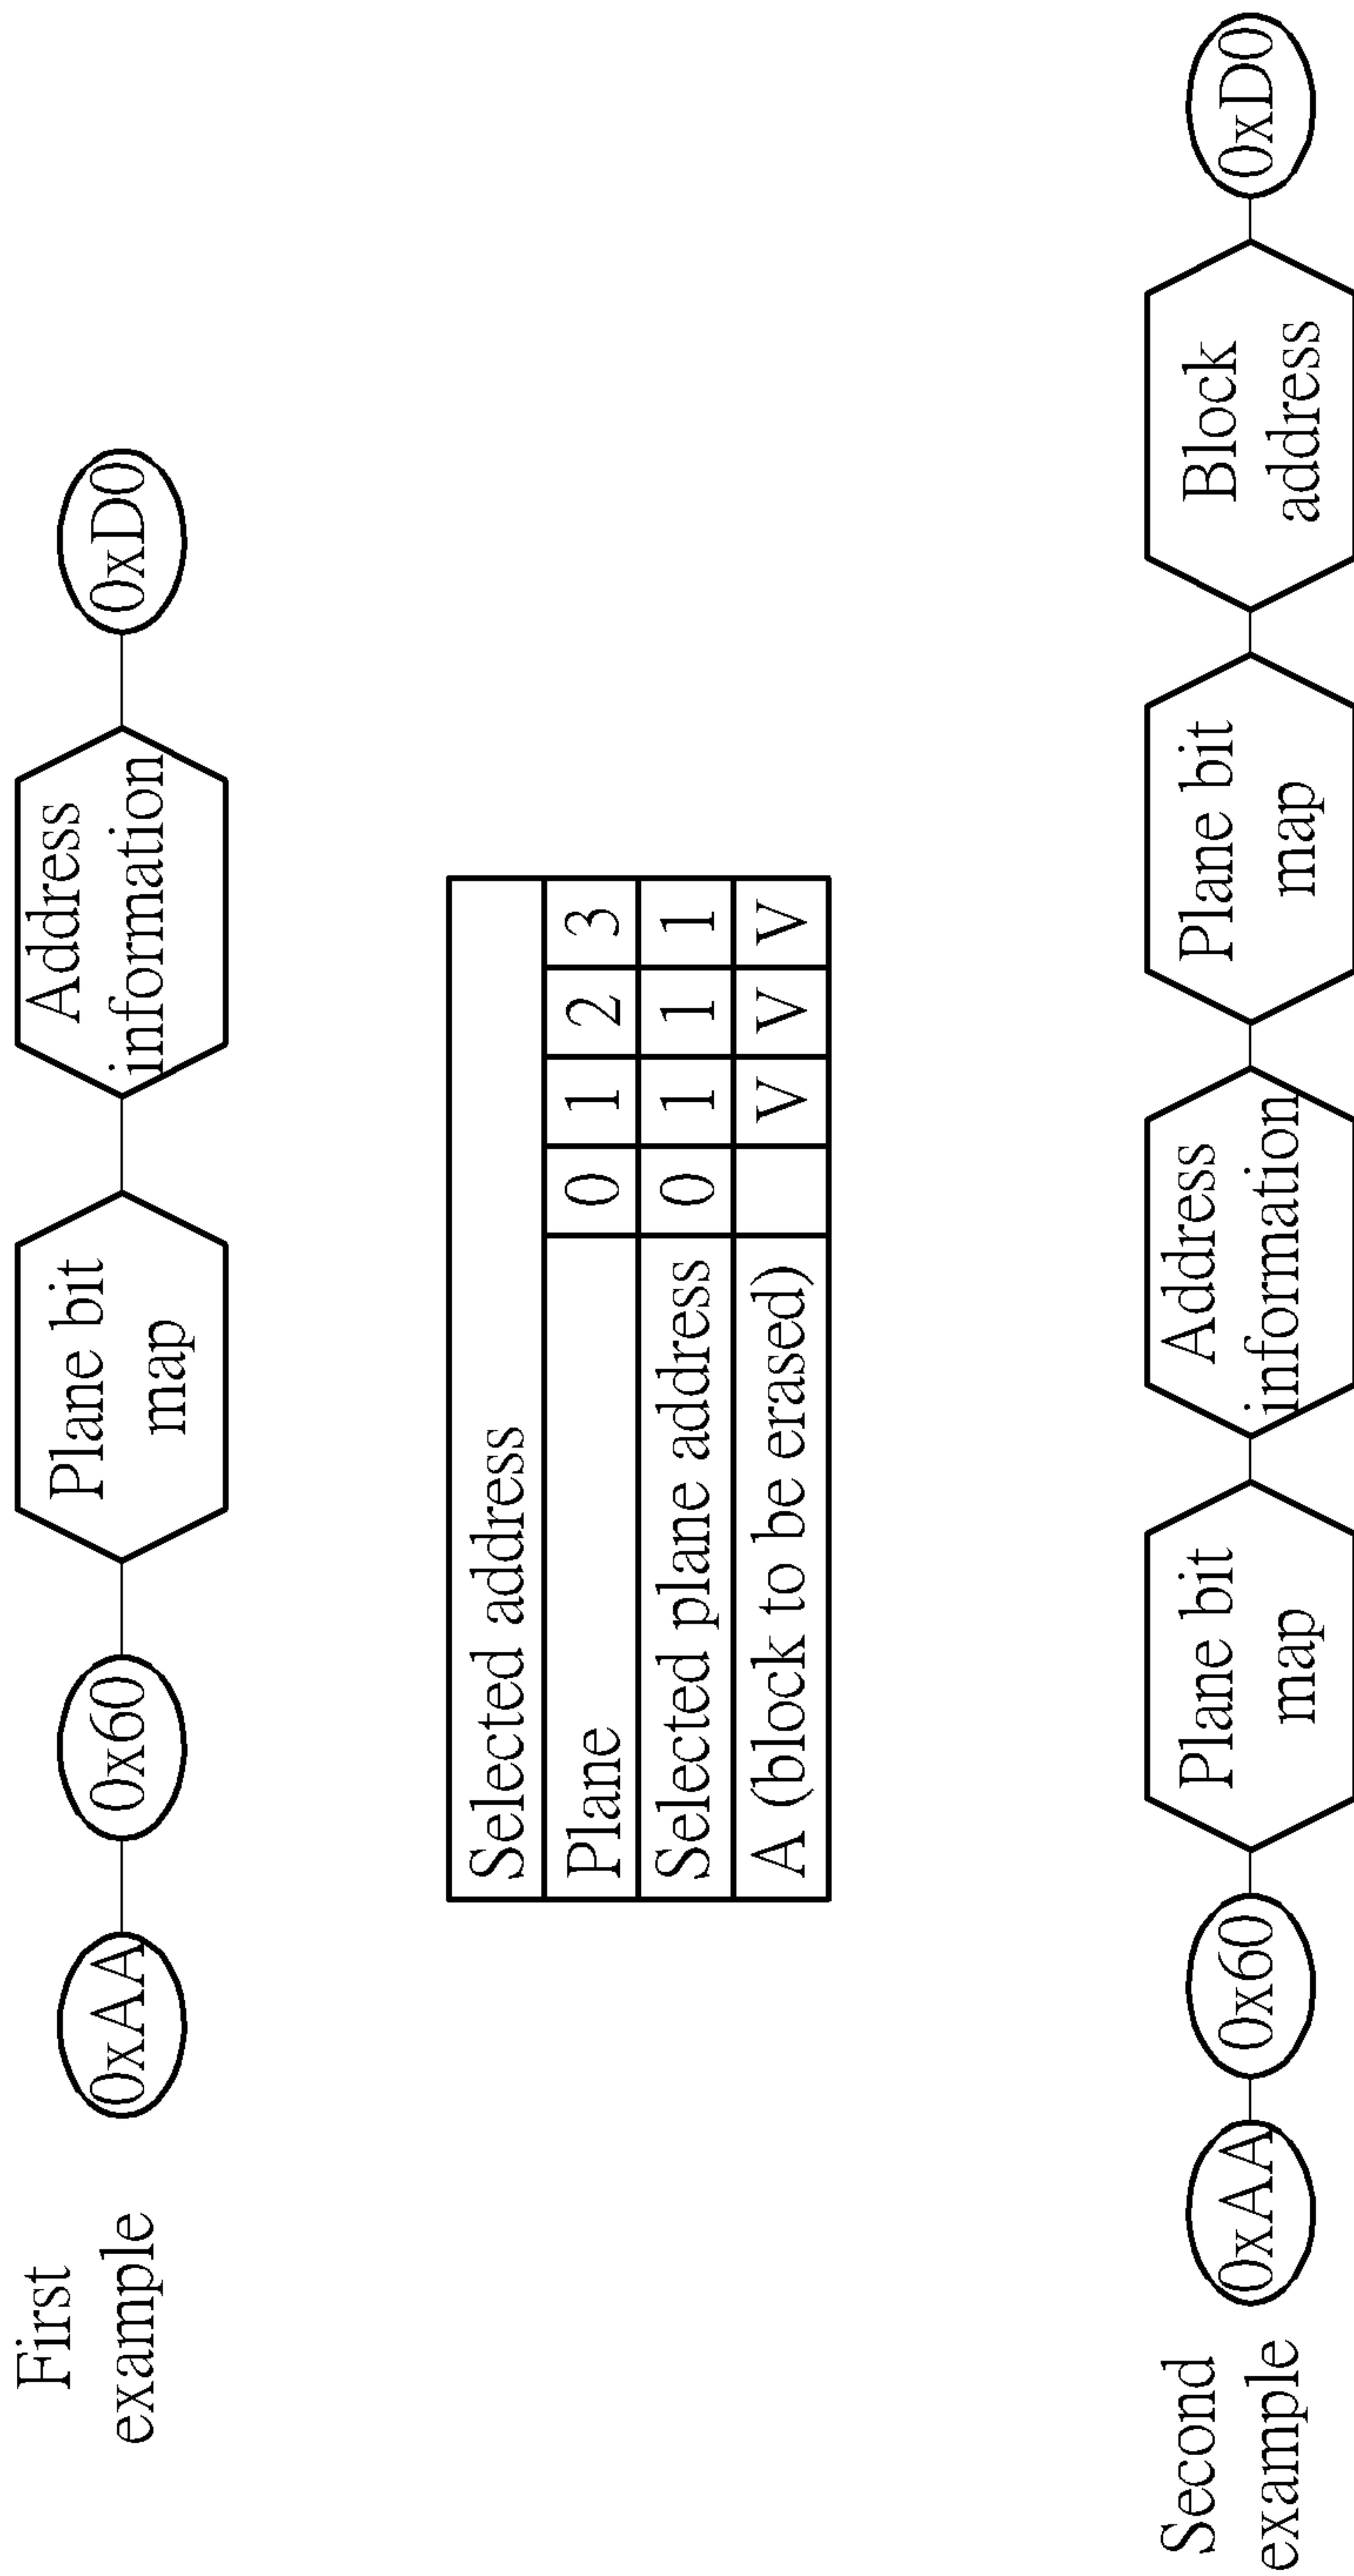 First
example
0xAA
0x60
Plane bit
map
Address
information
0xD0
Selected address
Plane 0 1 2 3
Selected plane address 0 1 1 1
A (block to be erased) V V V
Second
example
0xAA
0x60
Plane bit
map
Address
information
Plane bit
map
Block
address
0xD0